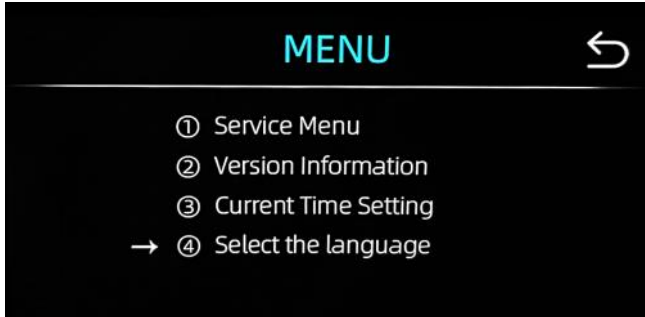 MENU
① Service Menu
② Version Information
③ Current Time Setting
→ ④ Select the language